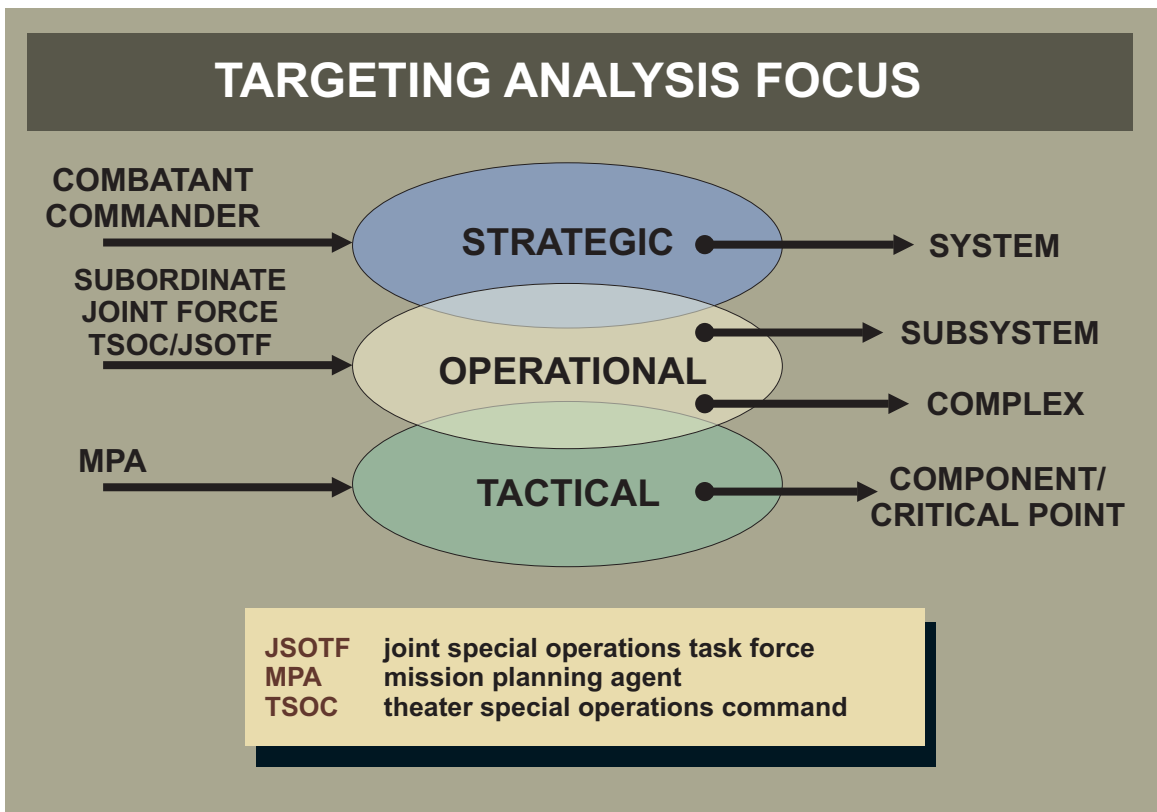 TARGETING ANALYSIS FOCUS
COMBATANT
COMMANDER
STRATEGIC
SYSTEM
SUBORDINATE
JOINT FORCE
TSOC/JSOTF
OPERATIONAL
SUBSYSTEM
COMPLEX
MPA
TACTICAL
COMPONENT/
CRITICAL POINT
JSOTF joint special operations task force
MPA mission planning agent
TSOC theater special operations command